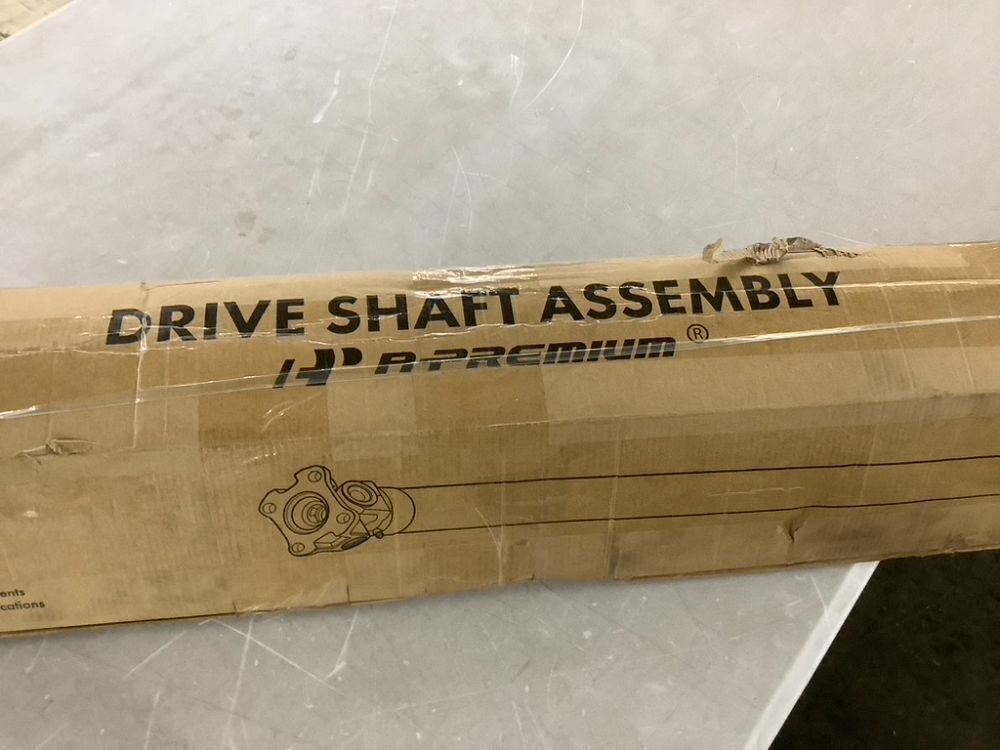 DRIVE SHAFT ASSEMBLY
A-PREMIUM®
ents
cations